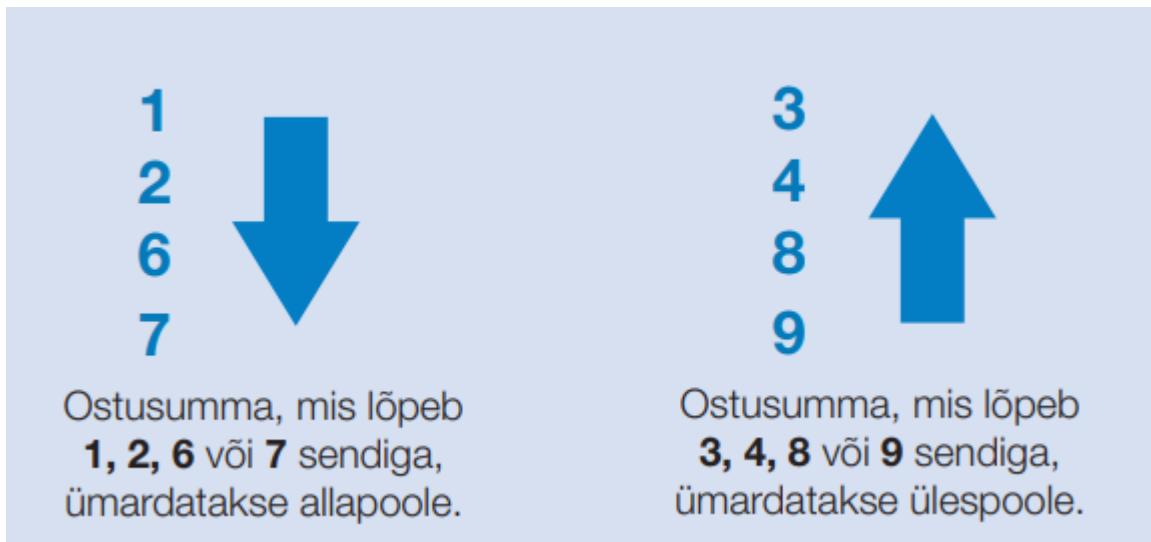 1
2
6
7
Ostusumma, mis lõpeb
1, 2, 6 või 7 sendiga,
ümardatakse allapoole.
3
4
8
9
Ostusumma, mis lõpeb
3, 4, 8 või 9 sendiga,
ümardatakse ülespoole.